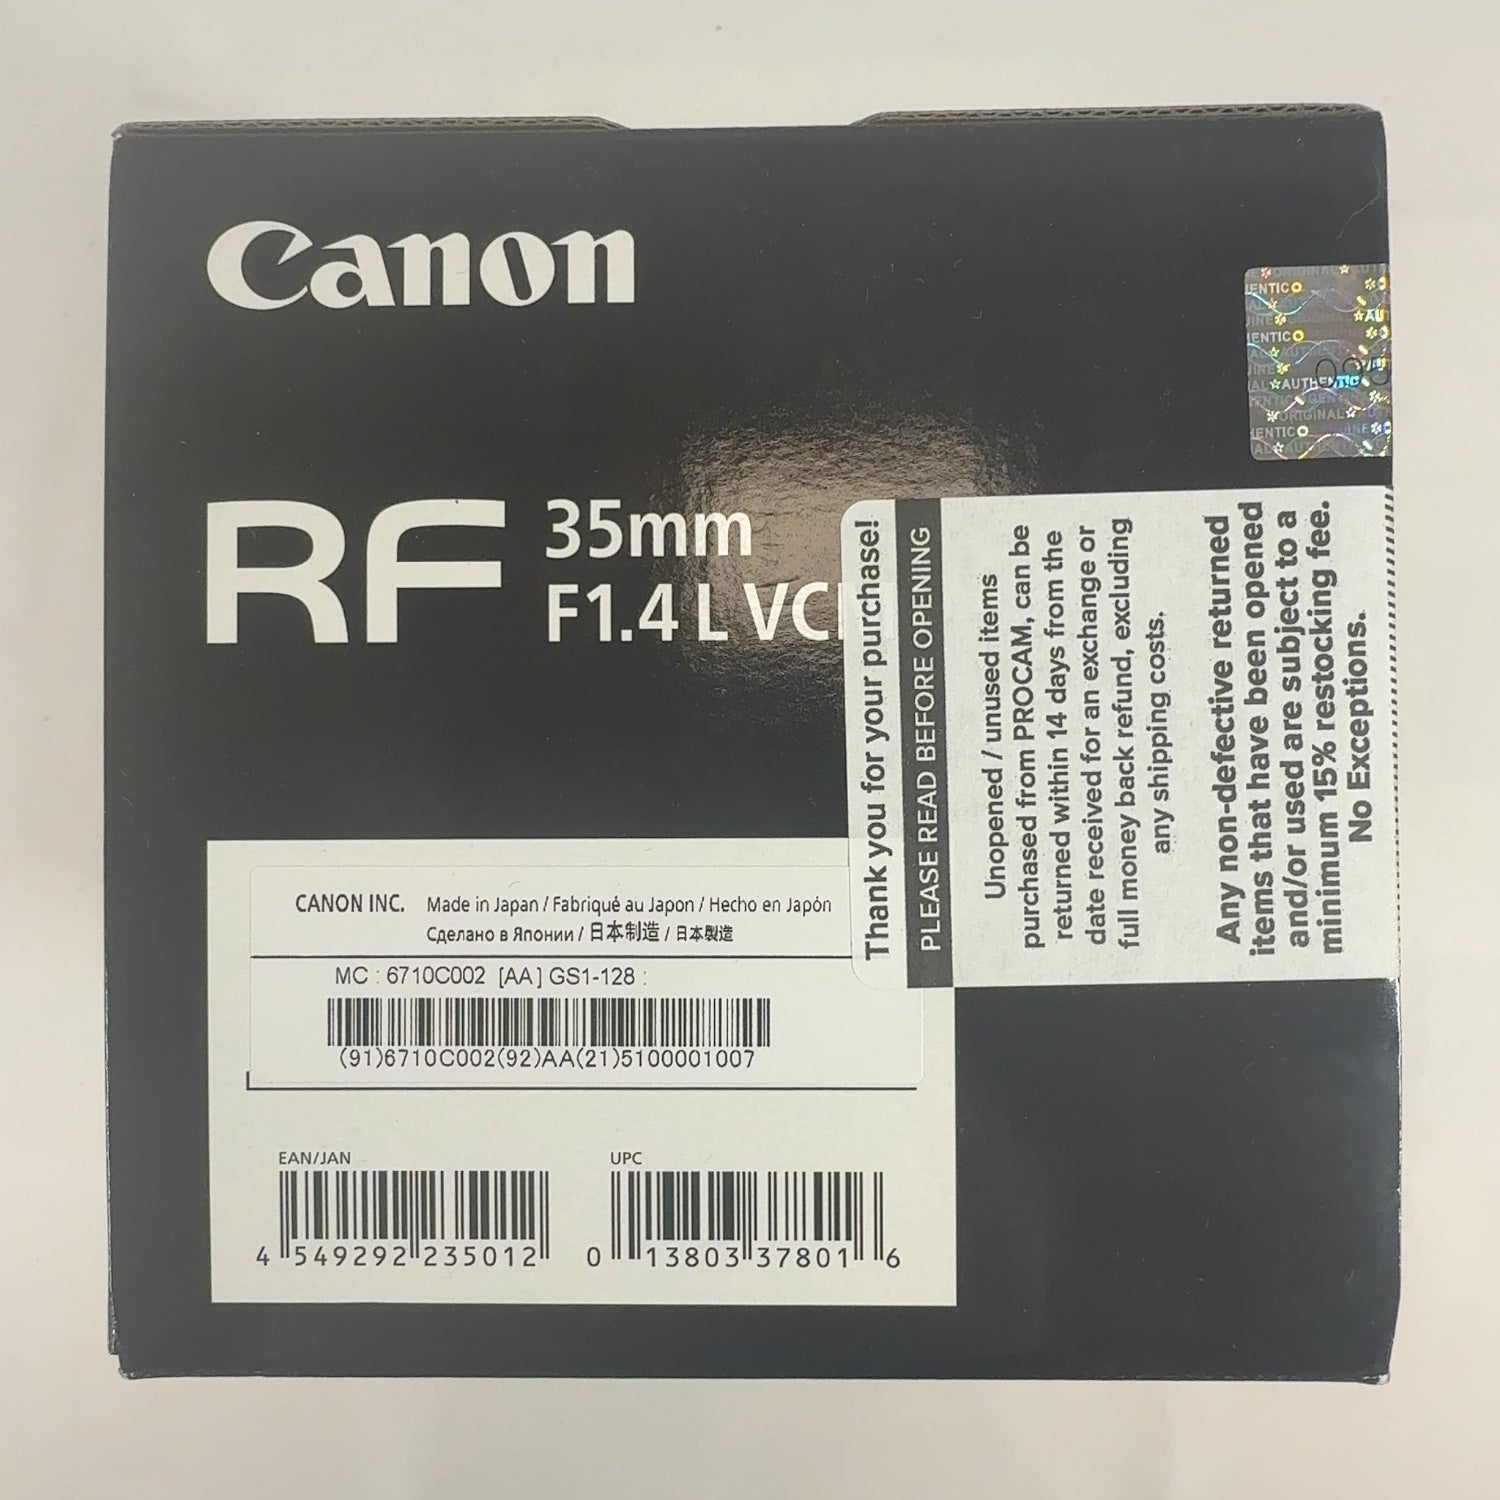 Canon
RF 35mm
F1.4 L VCM
Thank you for your purchase!
PLEASE READ BEFORE OPENING
Unopened / unused items
purchased from PROCAM, can be
returned within 14 days from the
date received for an exchange or
full money back refund, excluding
any shipping costs.
Any non-defective returned
items that have been opened
and/or used are subject to a
minimum 15% restocking fee.
No Exceptions.
AUTHENTIC
ORIGINAL
CANON INC. Made in Japan / Fabriqué au Japon / Hecho en Japón
Сделано в Японии / 日本制造 / 日本製造
MC : 6710C002 [AA] GS1-128 :
(91)6710C002(92)AA(21)5100001007
EAN/JAN
4 549292 235012
UPC
0 13803 37801 6